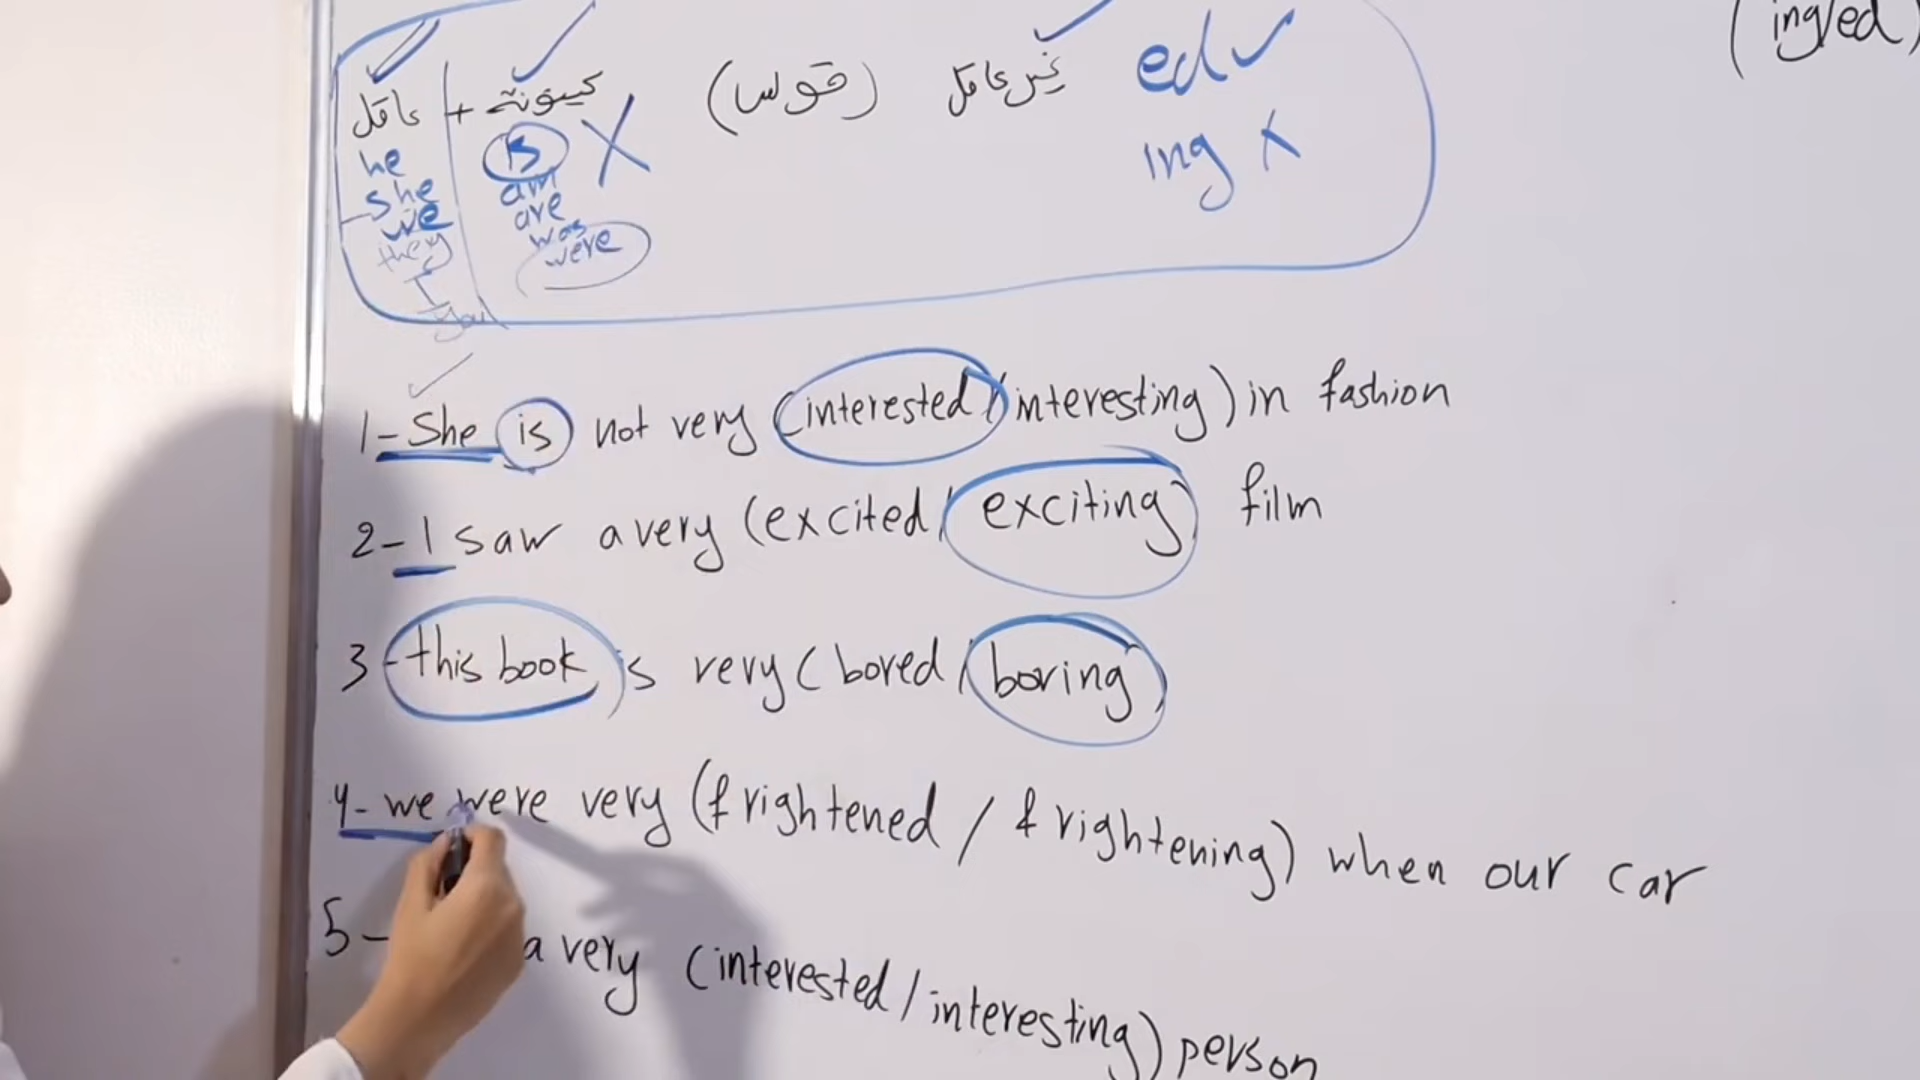 (ing/ed)
عاقل + كينونة (قوس) غير عاقل ed
he is X ing X
she am
we are
they was
I were
you
1- She is not very (interested / interesting) in fashion
2- I saw a very (excited / exciting) film
3- this book is very (bored / boring)
4- we were very (frightened / frightening) when our car
5- a very (interested / interesting) person